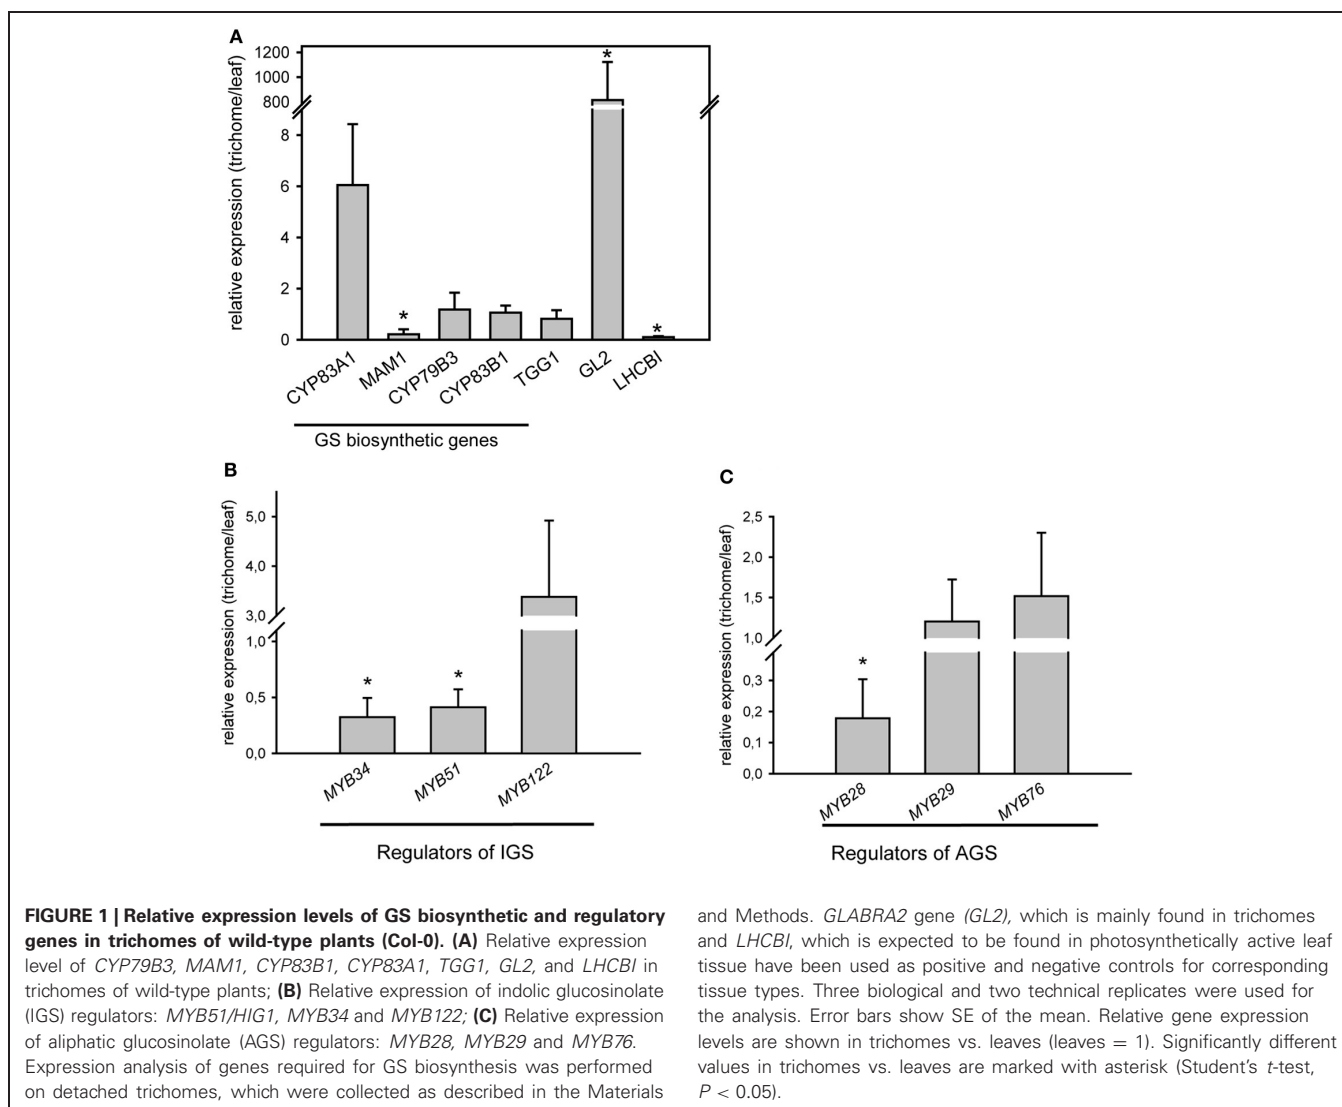 A
relative expression (trichome/leaf)
1200
1000
800
8
6
4
2
0
*
*
*
CYP83A1
MAM1
CYP79B3
CYP83B1
TGG1
GL2
LHCBI
GS biosynthetic genes
B
relative expression (trichome/leaf)
5,0
4,0
3,0
1,0
0,5
0,0
*
*
MYB34
MYB51
MYB122
Regulators of IGS
C
relative expression (trichome/leaf)
2,5
2,0
1,5
1,0
0,3
0,2
0,1
0,0
*
MYB28
MYB29
MYB76
Regulators of AGS
FIGURE 1 | Relative expression levels of GS biosynthetic and regulatory
genes in trichomes of wild-type plants (Col-0). (A) Relative expression
level of CYP79B3, MAM1, CYP83B1, CYP83A1, TGG1, GL2, and LHCBI in
trichomes of wild-type plants; (B) Relative expression of indolic glucosinolate
(IGS) regulators: MYB51/HIG1, MYB34 and MYB122; (C) Relative expression
of aliphatic glucosinolate (AGS) regulators: MYB28, MYB29 and MYB76.
Expression analysis of genes required for GS biosynthesis was performed
on detached trichomes, which were collected as described in the Materials
and Methods. GLABRA2 gene (GL2), which is mainly found in trichomes
and LHCBI, which is expected to be found in photosynthetically active leaf
tissue have been used as positive and negative controls for corresponding
tissue types. Three biological and two technical replicates were used for
the analysis. Error bars show SE of the mean. Relative gene expression
levels are shown in trichomes vs. leaves (leaves = 1). Significantly different
values in trichomes vs. leaves are marked with asterisk (Student's t-test,
P < 0.05).